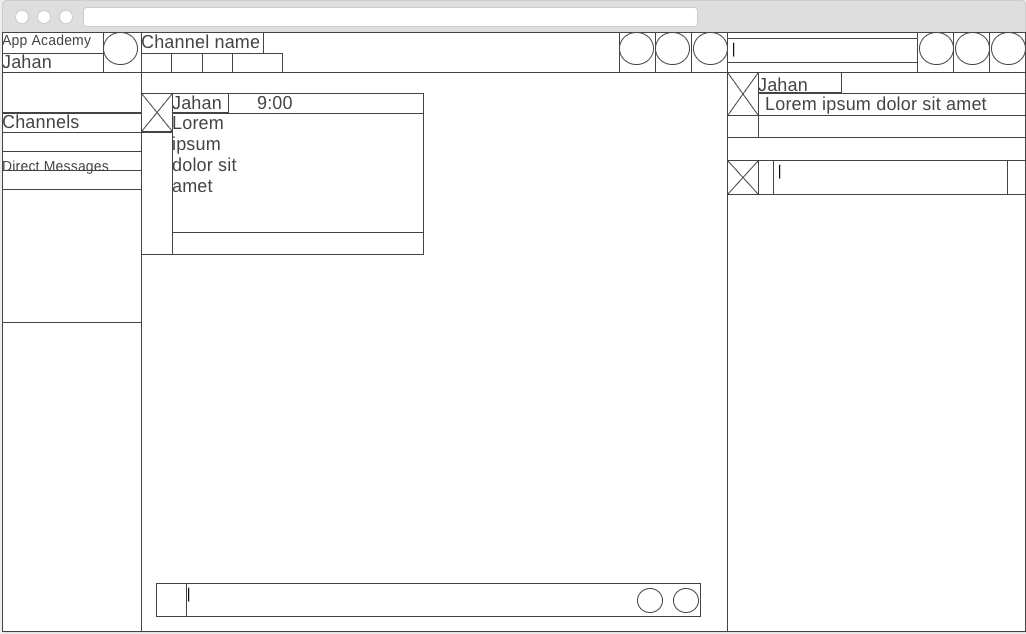 App Academy
Jahan
Channel name
Channels
Direct Messages
Jahan 9:00
Lorem
ipsum
dolor sit
amet
Jahan
Lorem ipsum dolor sit amet